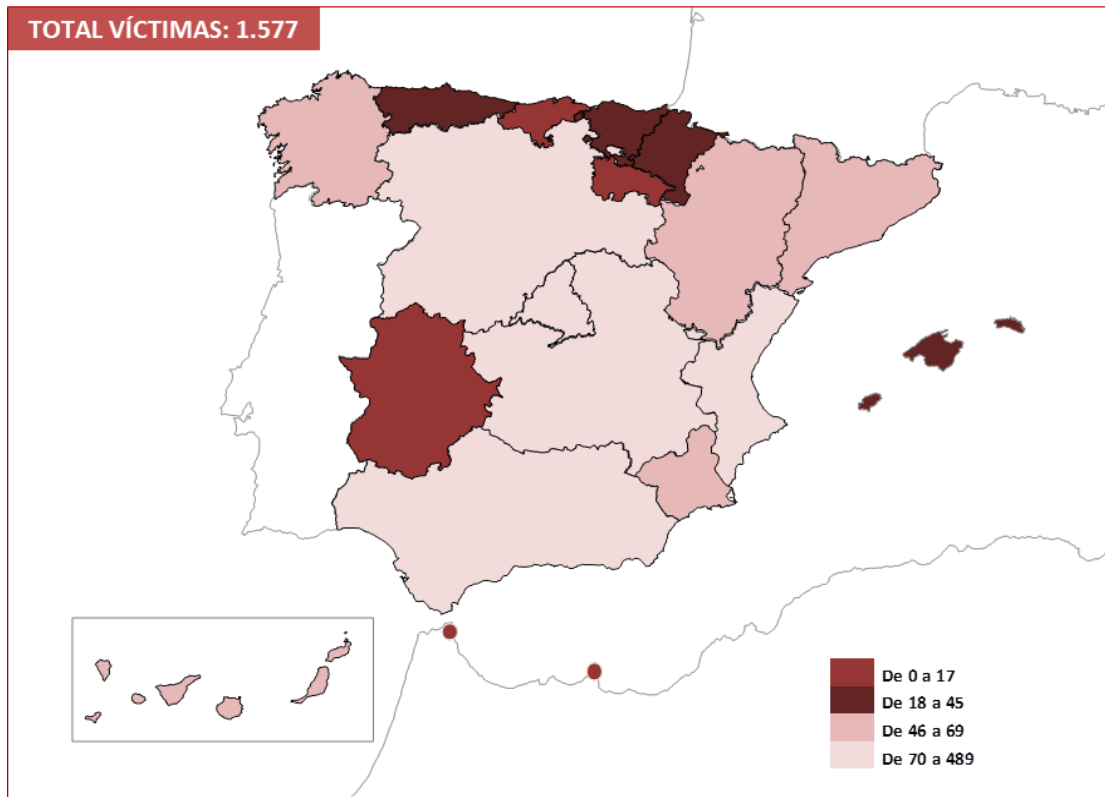 TOTAL VÍCTIMAS: 1.577
De 0 a 17
De 18 a 45
De 46 a 69
De 70 a 489